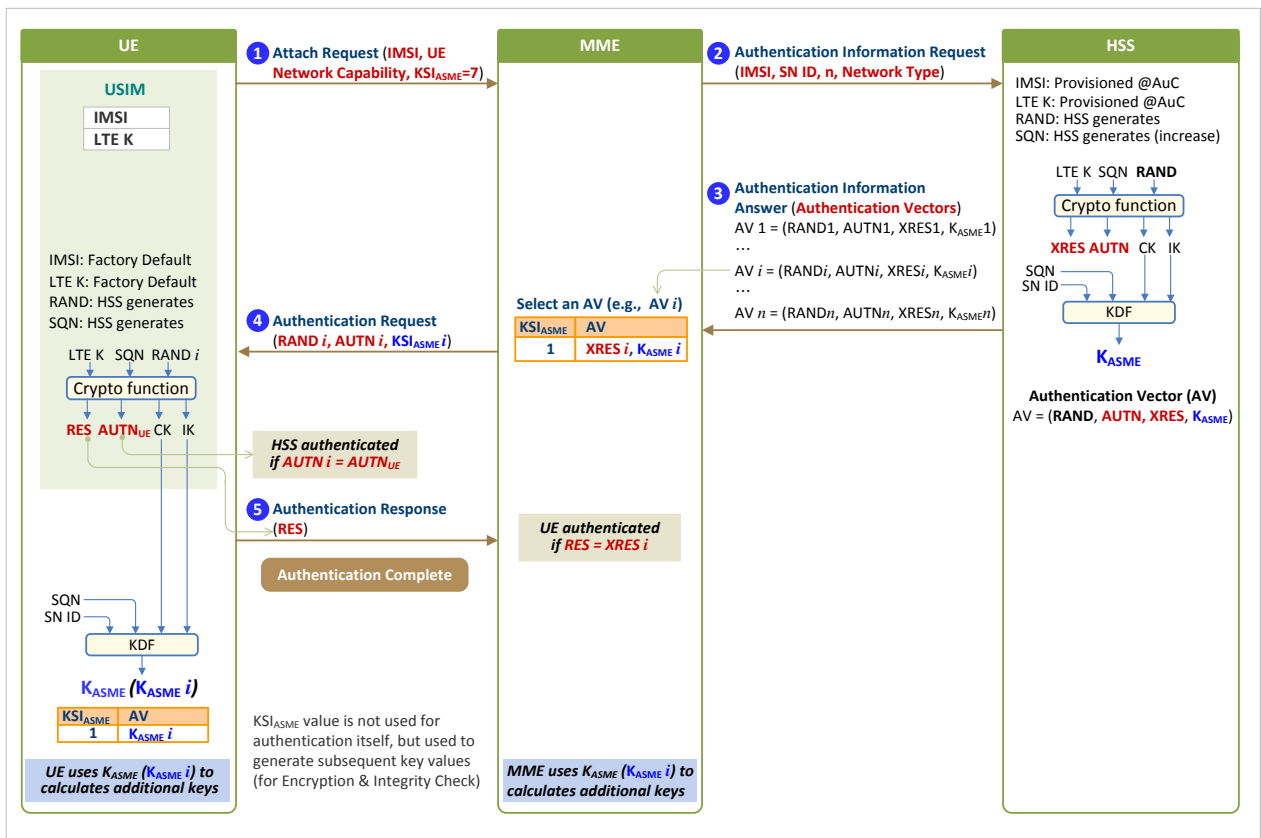 UE
MME
HSS
1 Attach Request (IMSI, UE
Network Capability, KSIASME=7)
2 Authentication Information Request
(IMSI, SN ID, n, Network Type)
USIM
IMSI
LTE K
IMSI: Factory Default
LTE K: Factory Default
RAND: HSS generates
SQN: HSS generates
LTE K SQN RAND i
Crypto function
RES AUTNUE CK IK
IMSI: Provisioned @AuC
LTE K: Provisioned @AuC
RAND: HSS generates
SQN: HSS generates (increase)
LTE K SQN RAND
Crypto function
XRES AUTN CK IK
SQN
SN ID
KDF
KASME
Authentication Vector (AV)
AV = (RAND, AUTN, XRES, KASME)
3 Authentication Information
Answer (Authentication Vectors)
AV 1 = (RAND1, AUTN1, XRES1, KASME1)
...
AV i = (RANDi, AUTNi, XRESi, KASMEi)
...
AV n = (RANDn, AUTNn, XRESn, KASMEn)
Select an AV (e.g., AV i)
KSIASME AV
1 XRES i, KASME i
4 Authentication Request
(RAND i, AUTN i, KSIASME i)
HSS authenticated
if AUTN i = AUTNUE
5 Authentication Response
(RES)
UE authenticated
if RES = XRES i
Authentication Complete
SQN
SN ID
KDF
KASME (KASME i)
KSIASME AV
1 KASME i
KSIASME value is not used for
authentication itself, but used to
generate subsequent key values
(for Encryption & Integrity Check)
UE uses KASME (KASME i) to
calculates additional keys
MME uses KASME (KASME i) to
calculates additional keys